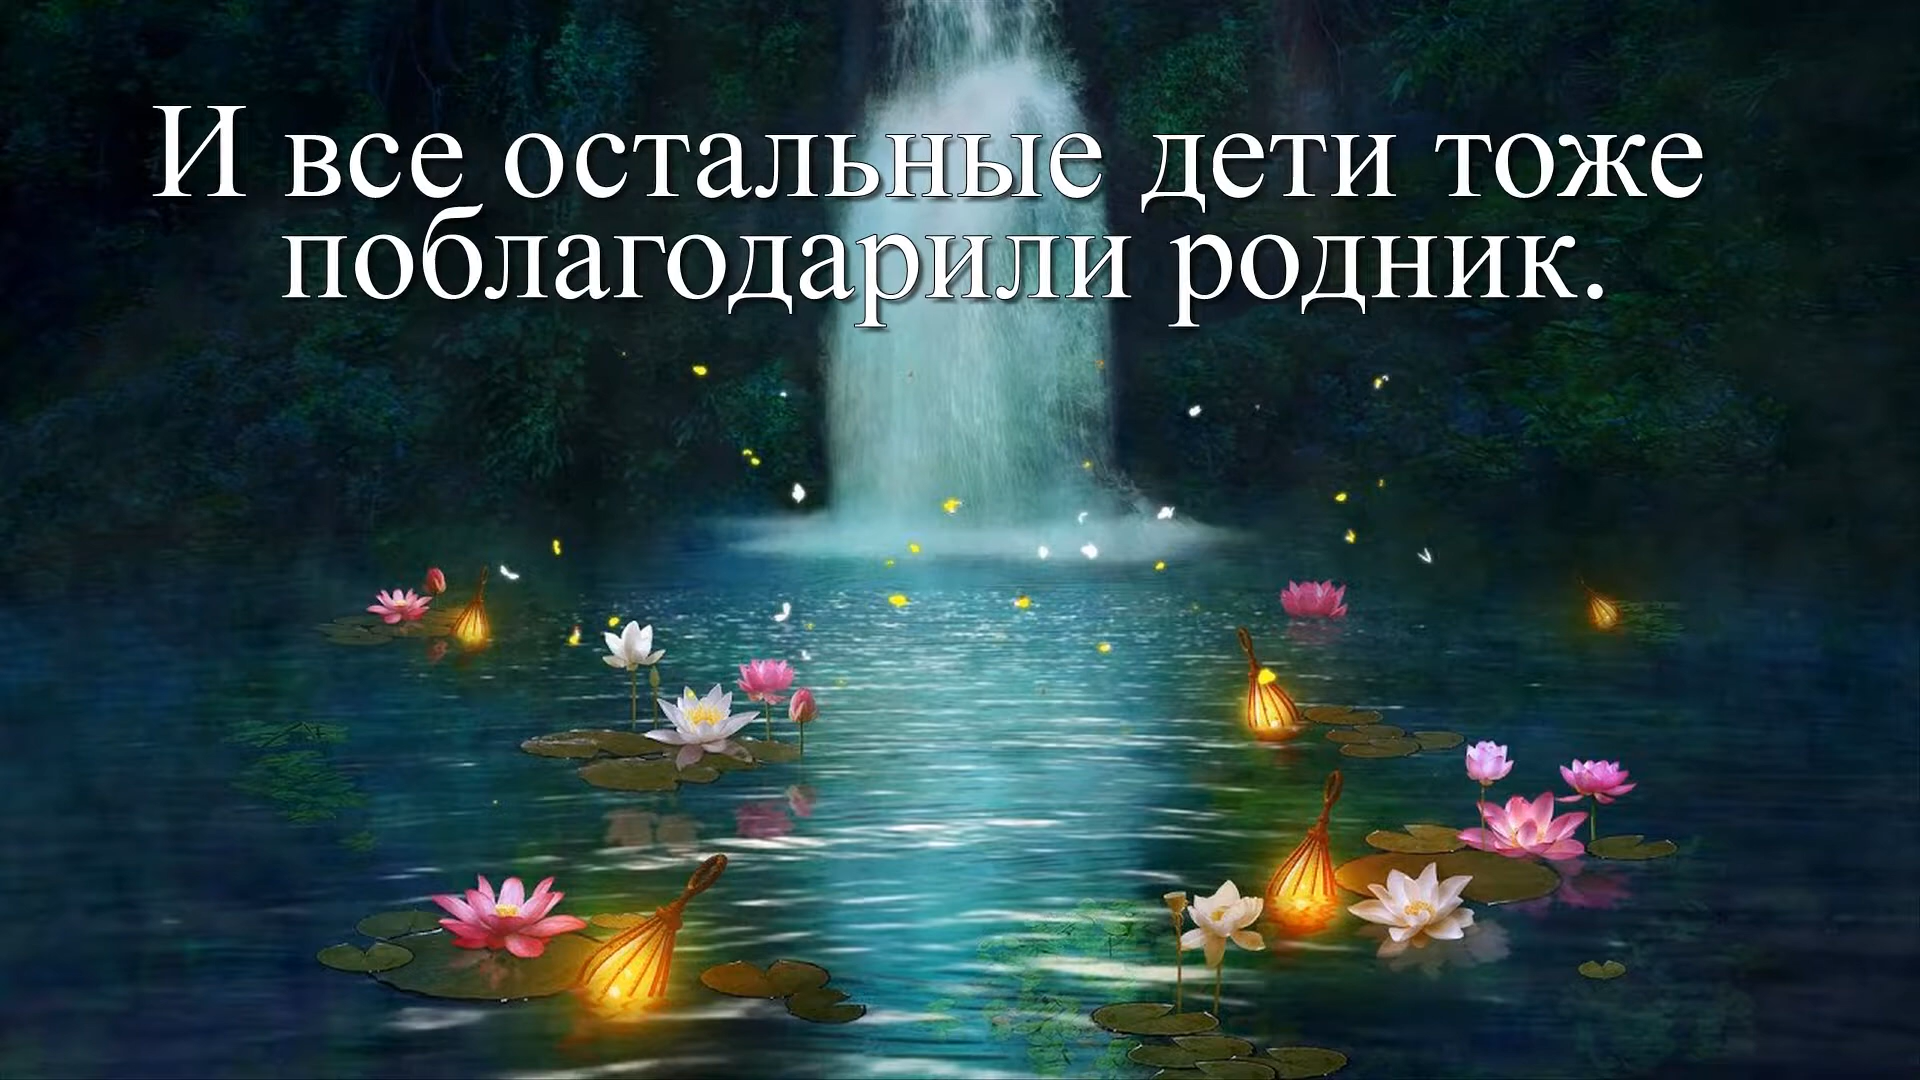 И все остальные дети тоже
поблагодарили родник.